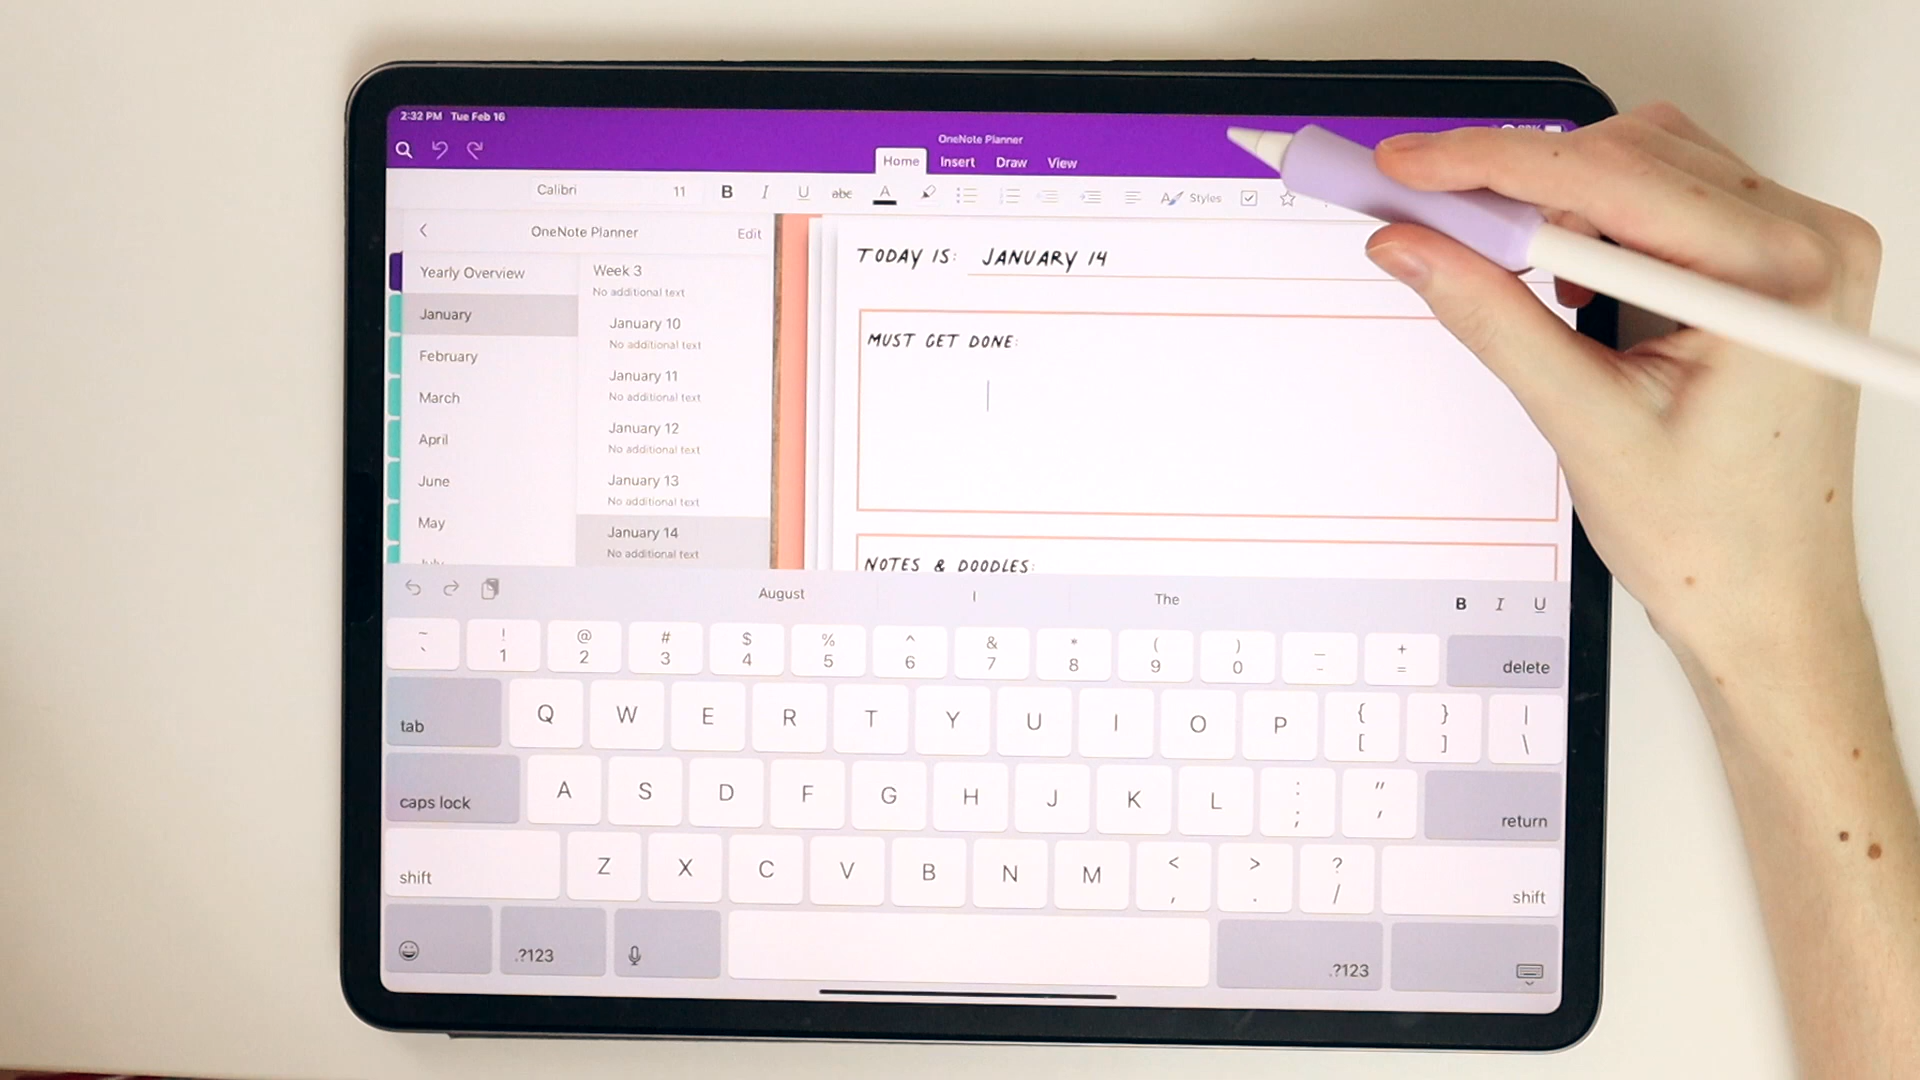 2:32 PM Tue Feb 16
OneNote Planner
Home Insert Draw View
Calibri 11 B I U abc A Styles
OneNote Planner Edit
Yearly Overview
January
February
March
April
June
May
July
Week 3
No additional text
January 10
No additional text
January 11
No additional text
January 12
No additional text
January 13
No additional text
January 14
No additional text
TODAY IS: JANUARY 14
MUST GET DONE:
NOTES & DOODLES:
August I The B I U
~ ! @ # $ % ^ & * ( ) _ +
` 1 2 3 4 5 6 7 8 9 0 - = delete
tab Q W E R T Y U I O P { } |
[ ] \
caps lock A S D F G H J K L : "
; ' return
shift Z X C V B N M < > ?
, . / shift
.?123 .?123